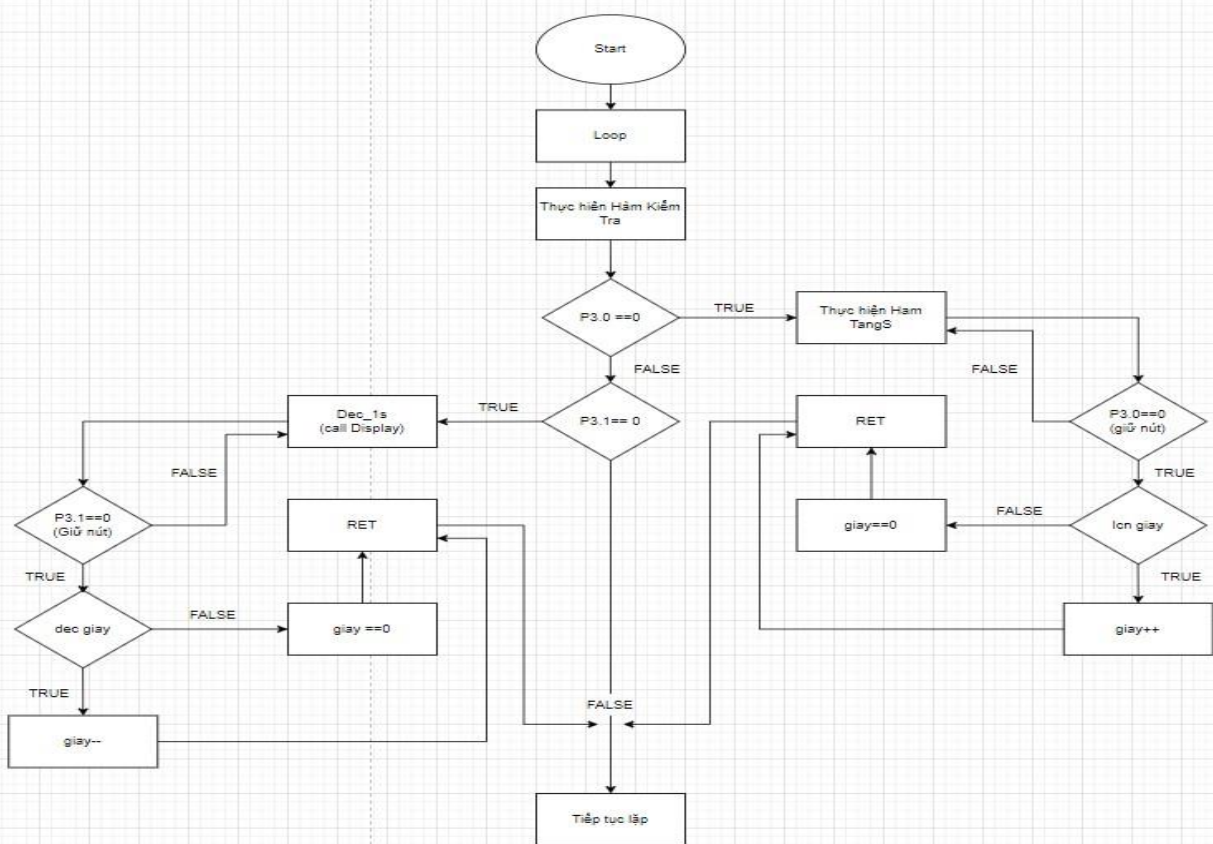 Start
Loop
Thực hiện Hàm Kiểm
Tra
P3.0 ==0
TRUE
Thực hiện Ham
TangS
FALSE
FALSE
P3.0==0
(giữ nút)
TRUE
P3.1== 0
TRUE
Dec_1s
(call Display)
RET
FALSE
P3.1==0
(Giữ nút)
TRUE
RET
giay==0
FALSE
Icn giay
TRUE
dec giay
FALSE
giay ==0
giay++
TRUE
giay--
FALSE
Tiếp tục lặp